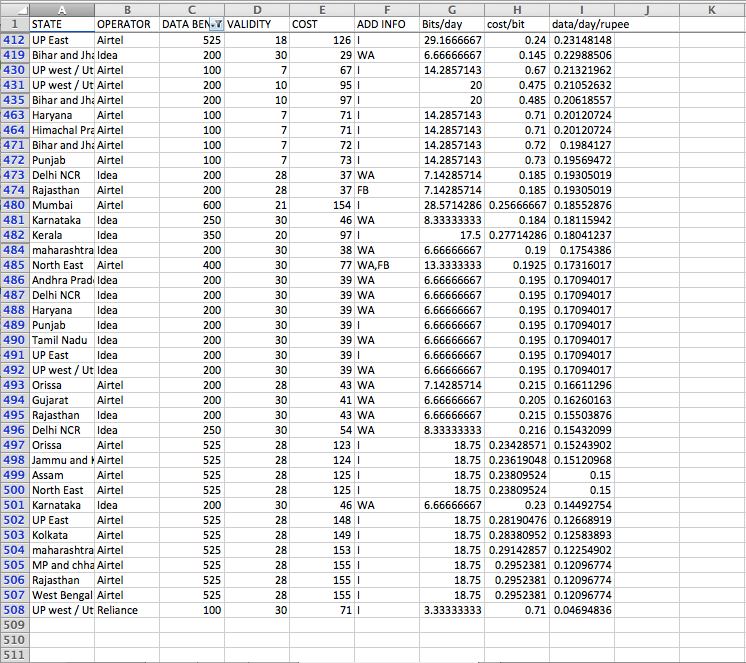 A B C D E F G H I J K
1 STATE OPERATOR DATA BEN VALIDITY COST ADD INFO Bits/day cost/bit data/day/rupee
412 UP East Airtel 525 18 126 I 29.1666667 0.24 0.23148148
419 Bihar and Jha Idea 200 30 29 WA 6.66666667 0.145 0.22988506
430 UP west / Ut Airtel 100 7 67 I 14.2857143 0.67 0.21321962
431 UP west / Ut Airtel 200 10 95 I 20 0.475 0.21052632
435 Bihar and Jha Airtel 200 10 97 I 20 0.485 0.20618557
463 Haryana Airtel 100 7 71 I 14.2857143 0.71 0.20120724
464 Himachal Pra Airtel 100 7 71 I 14.2857143 0.71 0.20120724
471 Bihar and Jha Airtel 100 7 72 I 14.2857143 0.72 0.1984127
472 Punjab Airtel 100 7 73 I 14.2857143 0.73 0.19569472
473 Delhi NCR Idea 200 28 37 WA 7.14285714 0.185 0.19305019
474 Rajasthan Airtel 200 28 37 FB 7.14285714 0.185 0.19305019
480 Mumbai Airtel 600 21 154 I 28.5714286 0.25666667 0.18552876
481 Karnataka Idea 250 30 46 WA 8.33333333 0.184 0.18115942
482 Kerala Idea 350 20 97 I 17.5 0.27714286 0.18041237
484 maharashtra Idea 200 30 38 WA 6.66666667 0.19 0.1754386
485 North East Airtel 400 30 77 WA,FB 13.3333333 0.1925 0.17316017
486 Andhra Prad Idea 200 30 39 WA 6.66666667 0.195 0.17094017
487 Delhi NCR Idea 200 30 39 WA 6.66666667 0.195 0.17094017
488 Haryana Idea 200 30 39 WA 6.66666667 0.195 0.17094017
489 Punjab Idea 200 30 39 I 6.66666667 0.195 0.17094017
490 Tamil Nadu Idea 200 30 39 WA 6.66666667 0.195 0.17094017
491 UP East Idea 200 30 39 I 6.66666667 0.195 0.17094017
492 UP west / Ut Idea 200 30 39 WA 6.66666667 0.195 0.17094017
493 Orissa Airtel 200 28 43 WA 7.14285714 0.215 0.16611296
494 Gujarat Airtel 200 30 41 WA 6.66666667 0.205 0.16260163
495 Rajasthan Idea 200 30 43 WA 6.66666667 0.215 0.15503876
496 Delhi NCR Idea 250 30 54 WA 8.33333333 0.216 0.15432099
497 Orissa Airtel 525 28 123 I 18.75 0.23428571 0.15243902
498 Jammu and K Airtel 525 28 124 I 18.75 0.23619048 0.15120968
499 Assam Airtel 525 28 125 I 18.75 0.23809524 0.15
500 North East Airtel 525 28 125 I 18.75 0.23809524 0.15
501 Karnataka Idea 200 30 46 WA 6.66666667 0.23 0.14492754
502 UP East Airtel 525 28 148 I 18.75 0.28190476 0.12668919
503 Kolkata Airtel 525 28 149 I 18.75 0.28380952 0.12583893
504 maharashtra Airtel 525 28 153 I 18.75 0.29142857 0.12254902
505 MP and chha Airtel 525 28 155 I 18.75 0.2952381 0.12096774
506 Rajasthan Airtel 525 28 155 I 18.75 0.2952381 0.12096774
507 West Bengal Airtel 525 28 155 I 18.75 0.2952381 0.12096774
508 UP west / Ut Reliance 100 30 71 I 3.33333333 0.71 0.04694836
509
510
511